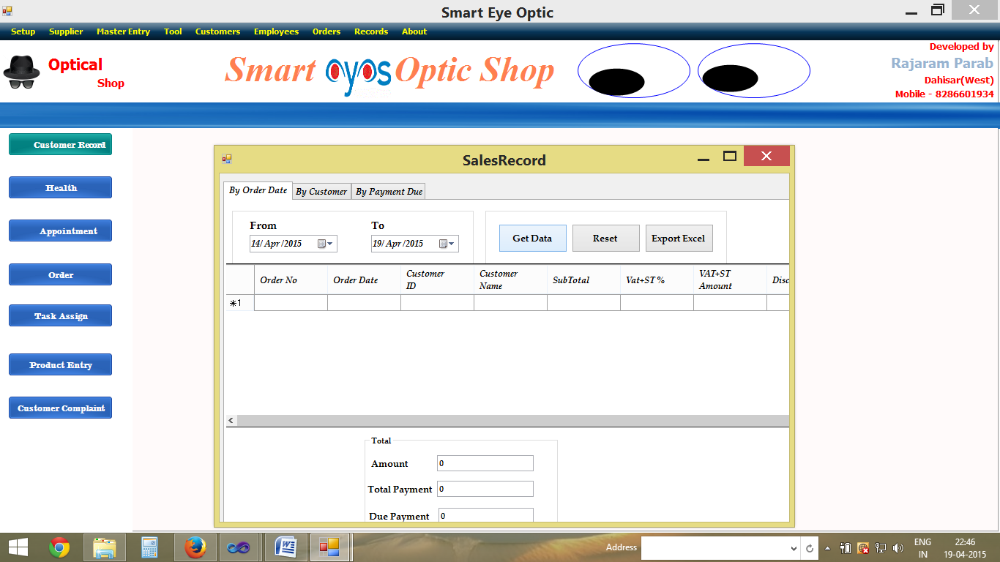 Smart Eye Optic
Setup Supplier Master Entry Tool Customers Employees Orders Records About
Optical
Shop
Smart eyes Optic Shop
Developed by
Rajaram Parab
Dahisar(West)
Mobile - 8286601934
Customer Record
Health
Appointment
Order
Task Assign
Product Entry
Customer Complaint
SalesRecord
By Order Date By Customer By Payment Due
From To
14/ Apr /2015 19/ Apr /2015
Get Data Reset Export Excel
Order No Order Date Customer ID Customer Name SubTotal Vat+ST% VAT+ST Amount Disc
1
Total
Amount 0
Total Payment 0
Due Payment 0
Address
ENG
IN
22:46
19-04-2015